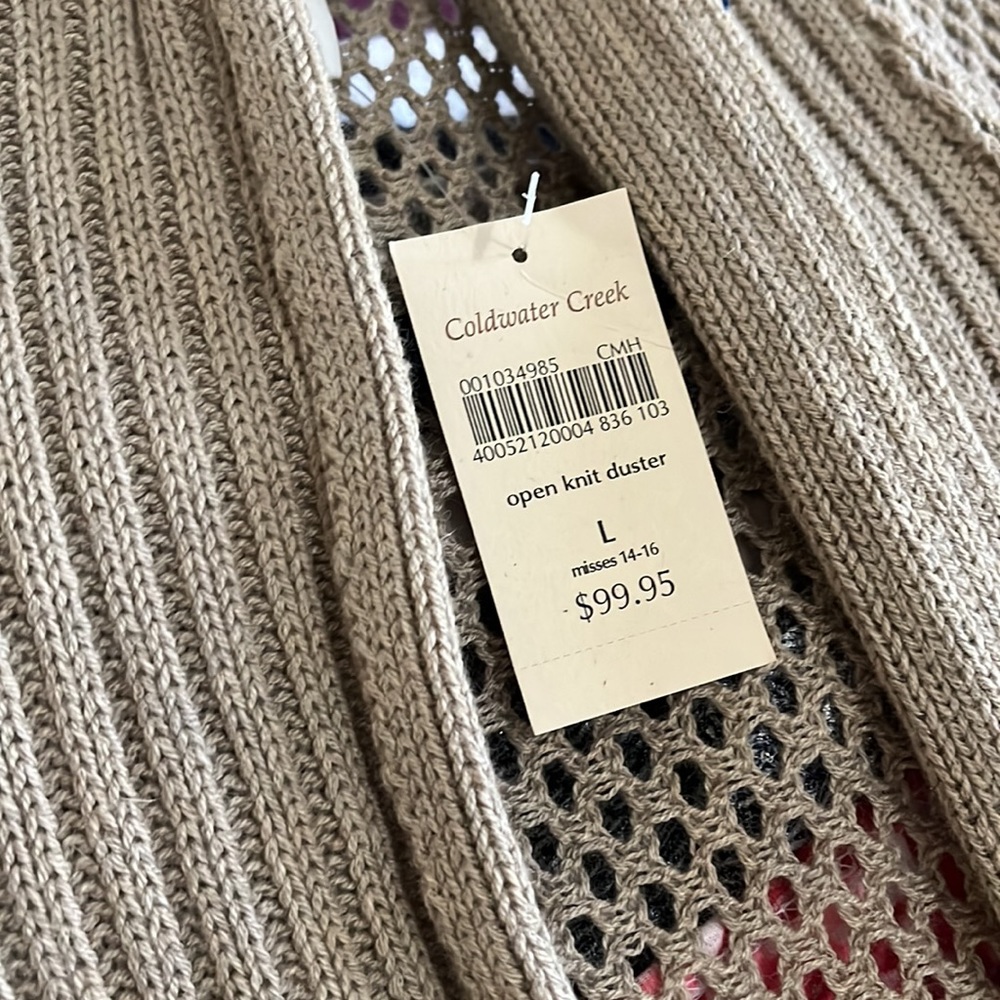 Coldwater Creek
001034985 CMH
40052120004 836 103
open knit duster
L
misses 14-16
$99.95